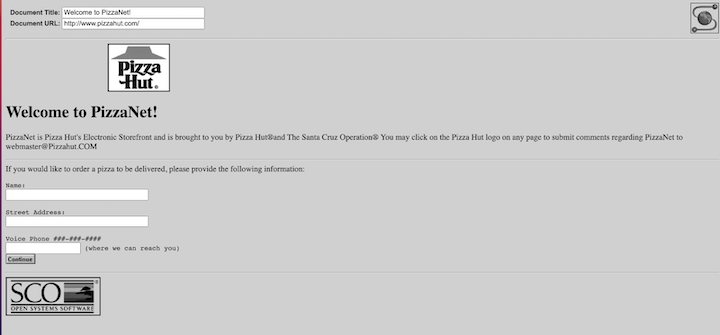 Document Title: Welcome to PizzaNet!
Document URL: http://www.pizzahut.com/
Pizza
Hut®
Welcome to PizzaNet!
PizzaNet is Pizza Hut's Electronic Storefront and is brought to you by Pizza Hut®and The Santa Cruz Operation® You may click on the Pizza Hut logo on any page to submit comments regarding PizzaNet to
webmaster@Pizzahut.COM
If you would like to order a pizza to be delivered, please provide the following information:
Name:
Street Address:
Voice Phone ###-###-####
(where we can reach you)
Continue
SCO
OPEN SYSTEMS SOFTWARE